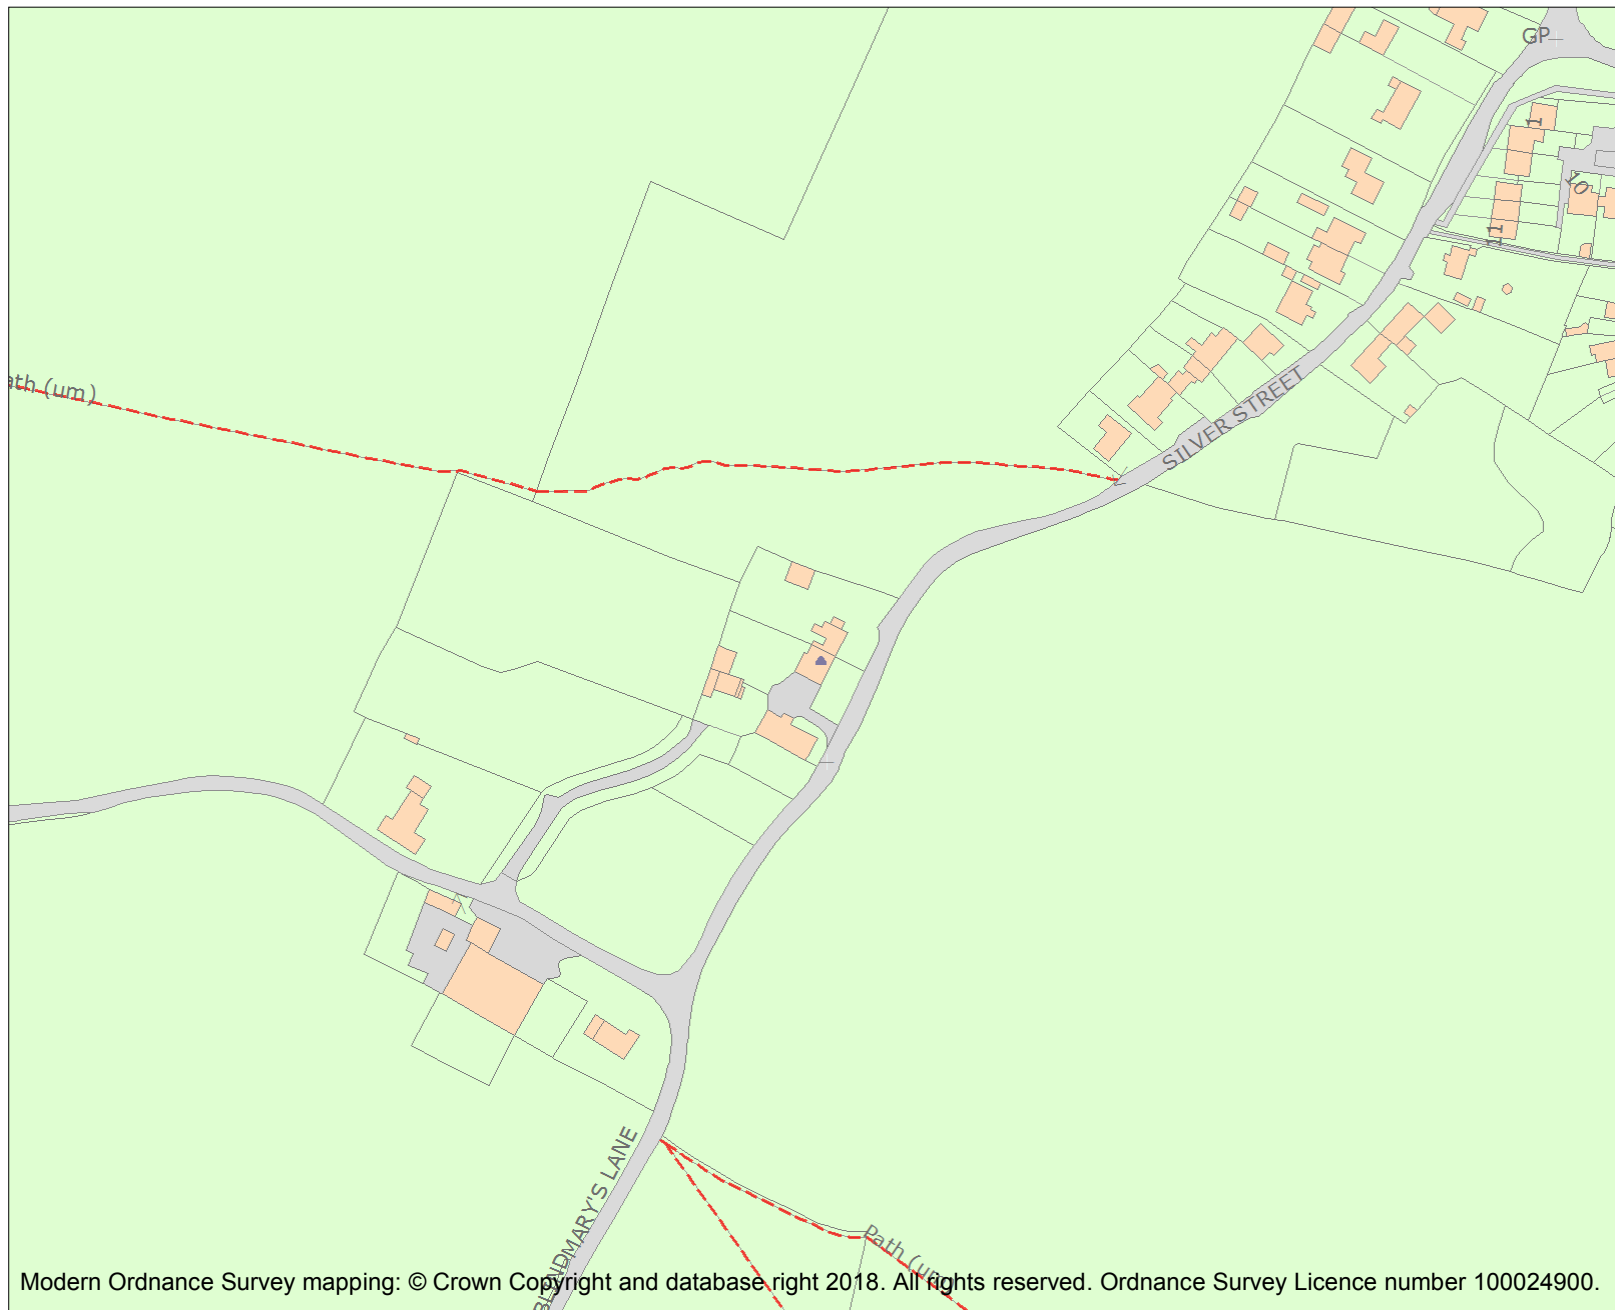 GP
1
10
11
SILVER STREET
ath (um)
BLINDMARY'S LANE
Path (um)
Modern Ordnance Survey mapping: © Crown Copyright and database right 2018. All rights reserved. Ordnance Survey Licence number 100024900.